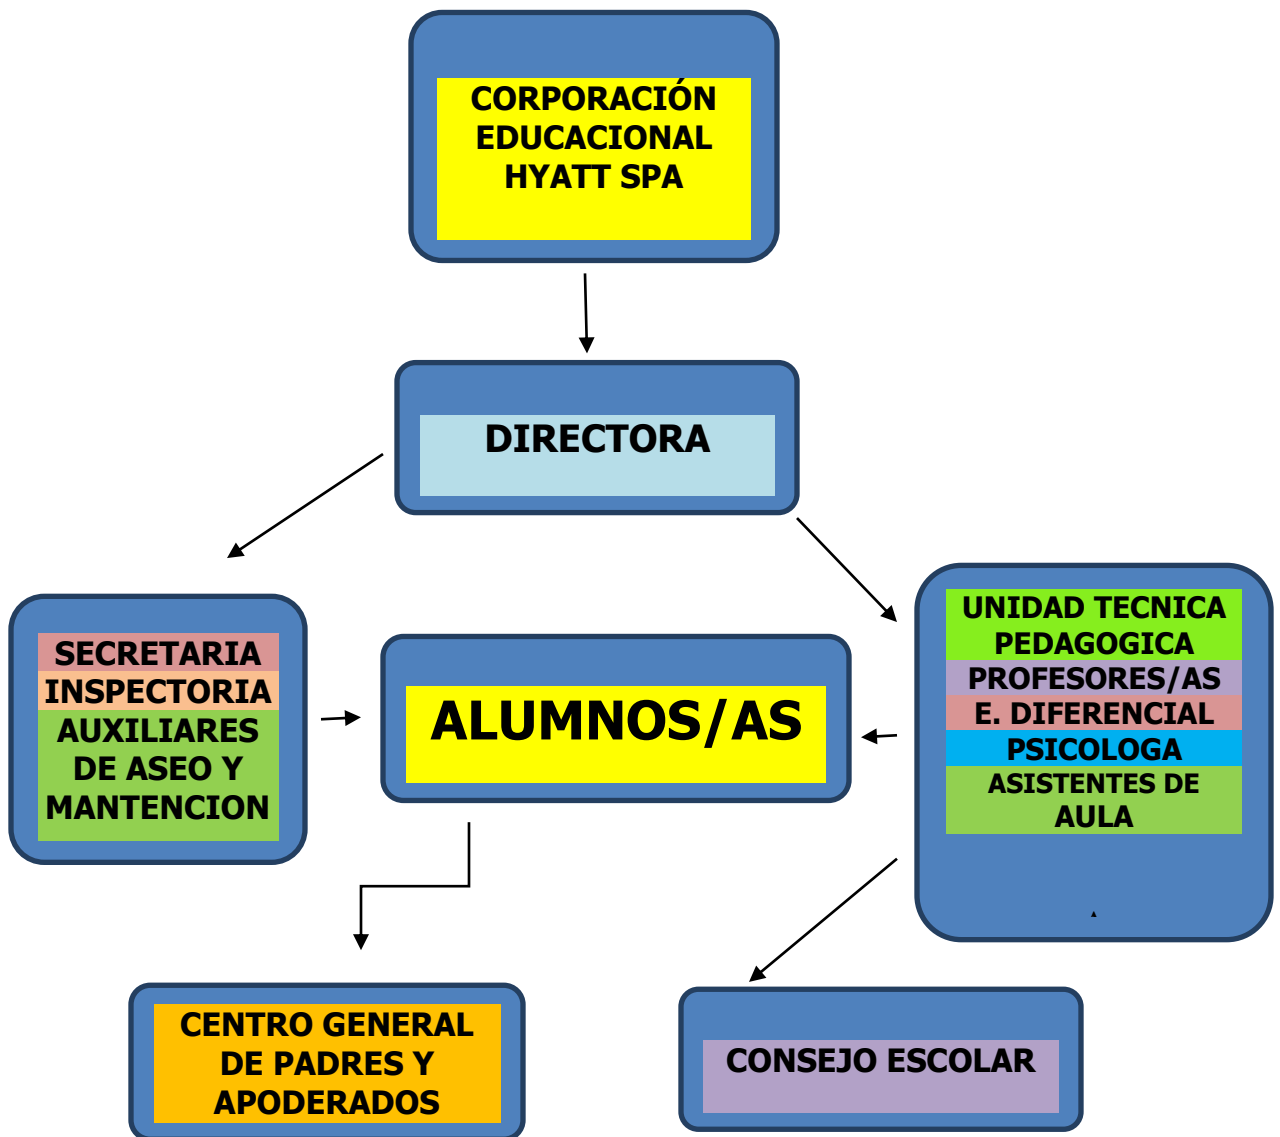 CORPORACIÓN
EDUCACIONAL
HYATT SPA
DIRECTORA
SECRETARIA
INSPECTORIA
AUXILIARES
DE ASEO Y
MANTENCION
ALUMNOS/AS
UNIDAD TECNICA
PEDAGOGICA
PROFESORES/AS
E. DIFERENCIAL
PSICOLOGA
ASISTENTES DE
AULA
CENTRO GENERAL
DE PADRES Y
APODERADOS
CONSEJO ESCOLAR